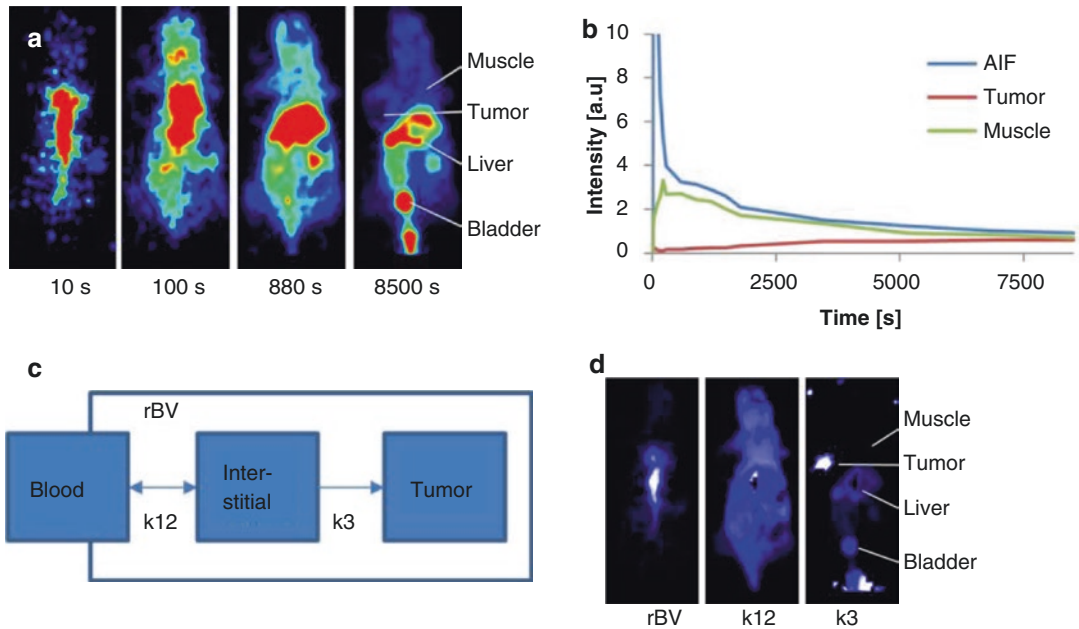 a
Muscle
Tumor
Liver
Bladder
10 s
100 s
880 s
8500 s
b
10
8
6
4
2
0
Intensity [a.u]
AIF
Tumor
Muscle
0
2500
5000
7500
Time [s]
c
rBV
Blood
Inter-
stitial
Tumor
k12
k3
d
Muscle
Tumor
Liver
Bladder
rBV
k12
k3